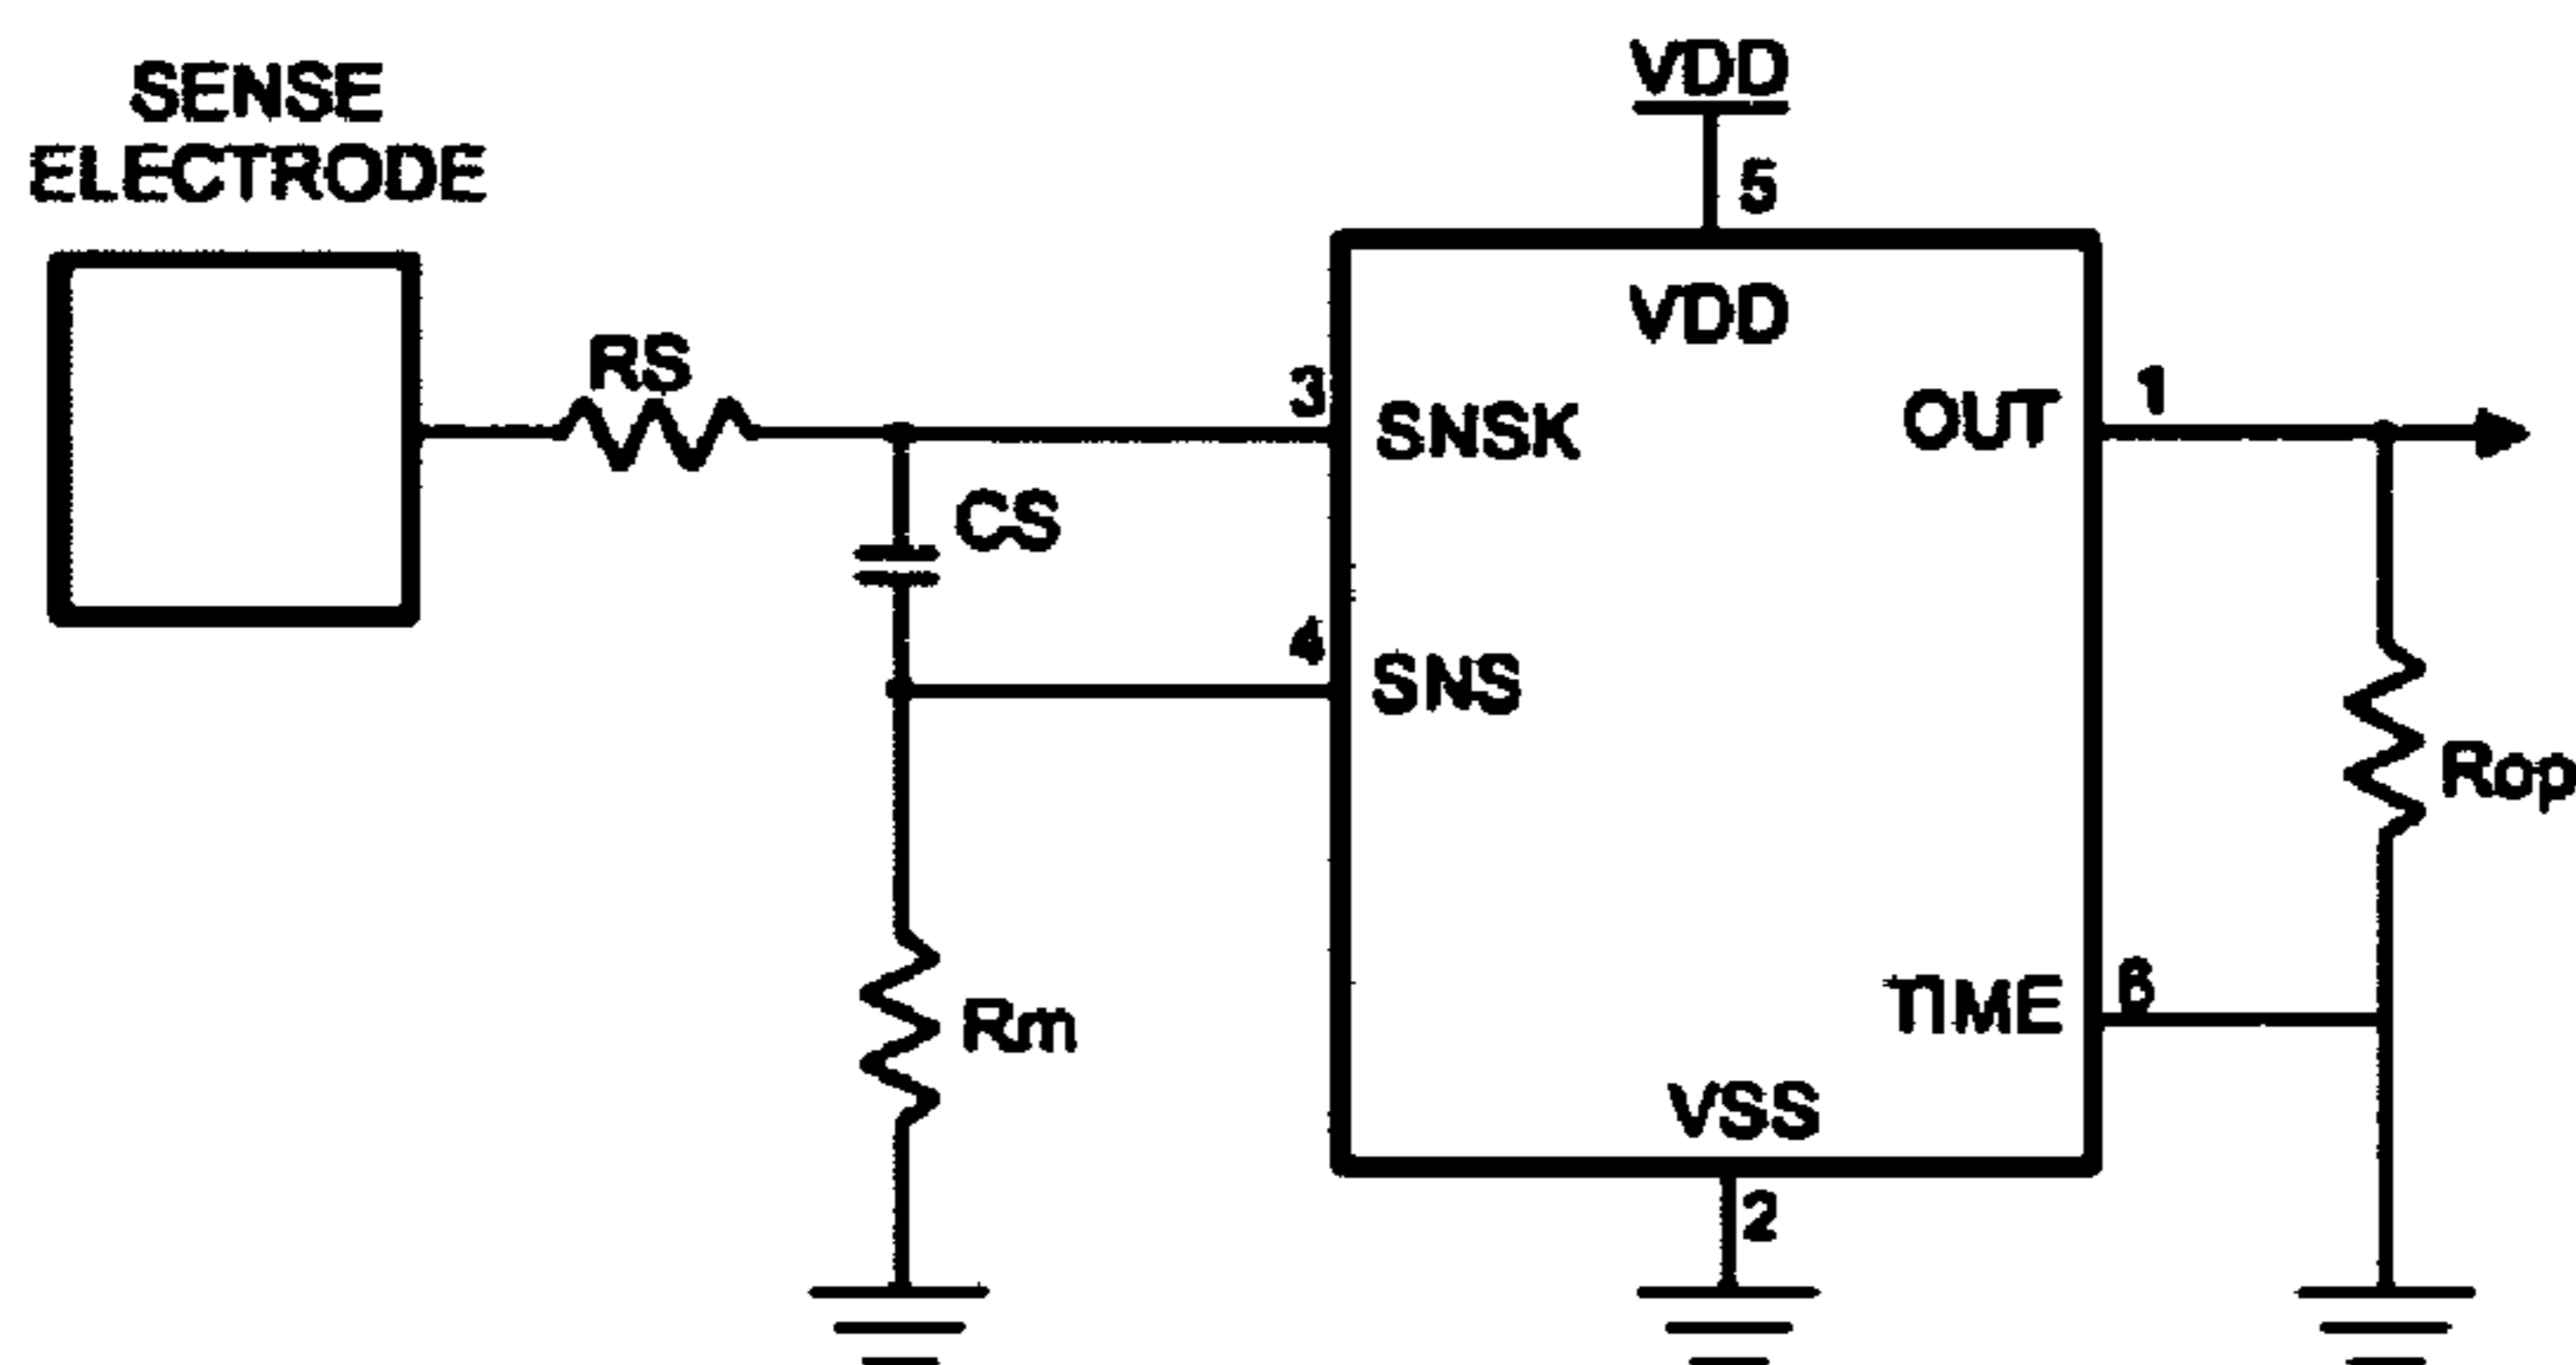 SENSE
ELECTRODE
VDD
5
VDD
RS
3
SNSK
OUT
1
CS
4
SNS
Rop
Rm
TIME
6
VSS
2